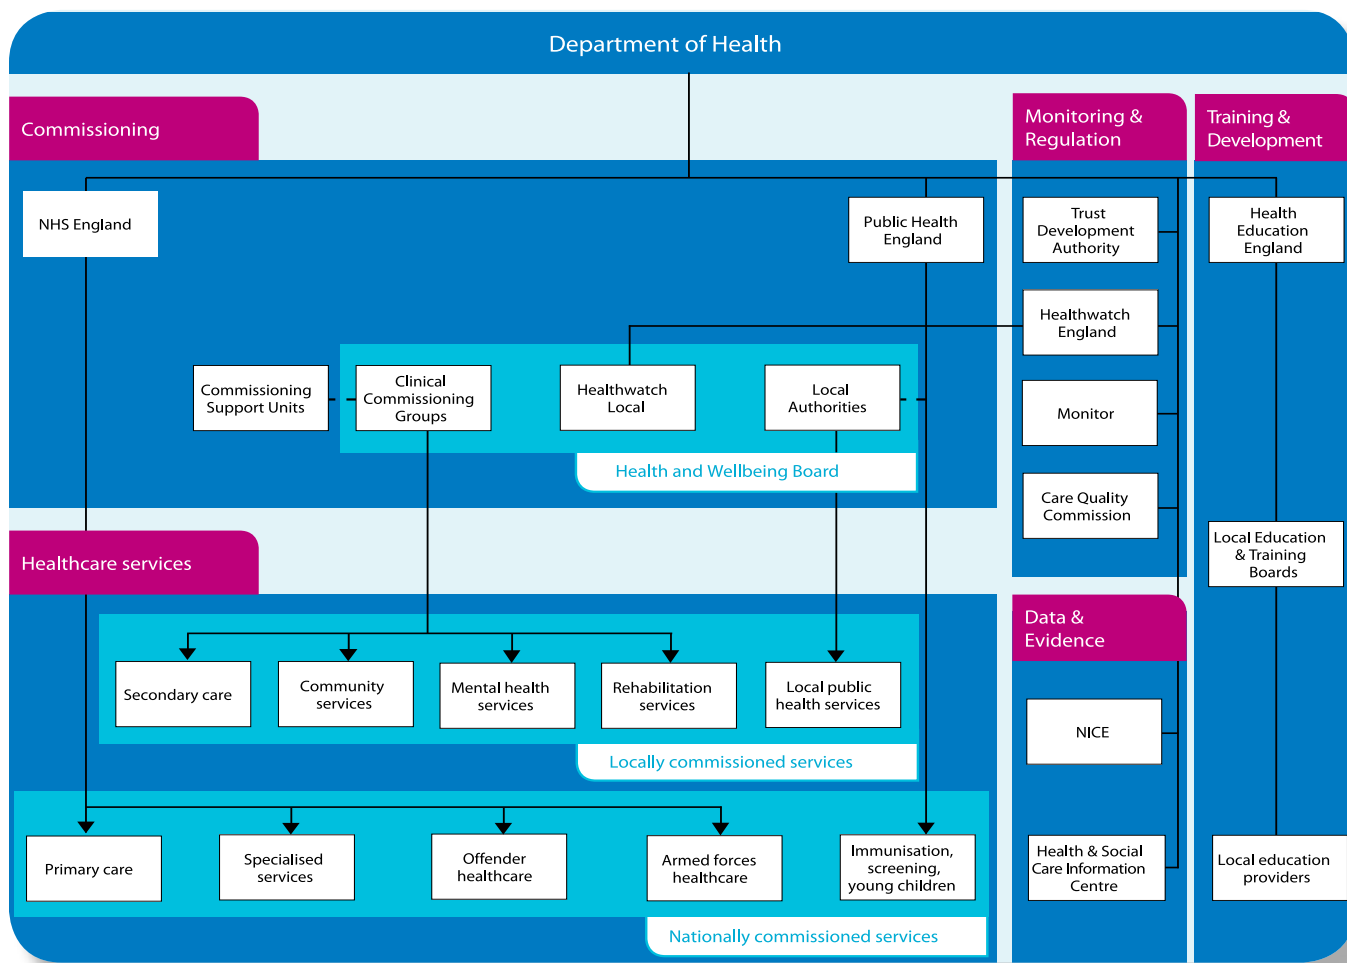 Department of Health
Commissioning
Monitoring &
Regulation
Training &
Development
NHS England
Public Health
England
Trust
Development
Authority
Health
Education
England
Healthwatch
England
Commissioning
Support Units
Clinical
Commissioning
Groups
Healthwatch
Local
Local
Authorities
Monitor
Health and Wellbeing Board
Care Quality
Commission
Local Education
& Training
Boards
Healthcare services
Data &
Evidence
Secondary care
Community
services
Mental health
services
Rehabilitation
services
Local public
health services
NICE
Locally commissioned services
Primary care
Specialised
services
Offender
healthcare
Armed forces
healthcare
Immunisation,
screening,
young children
Health & Social
Care Information
Centre
Local education
providers
Nationally commissioned services